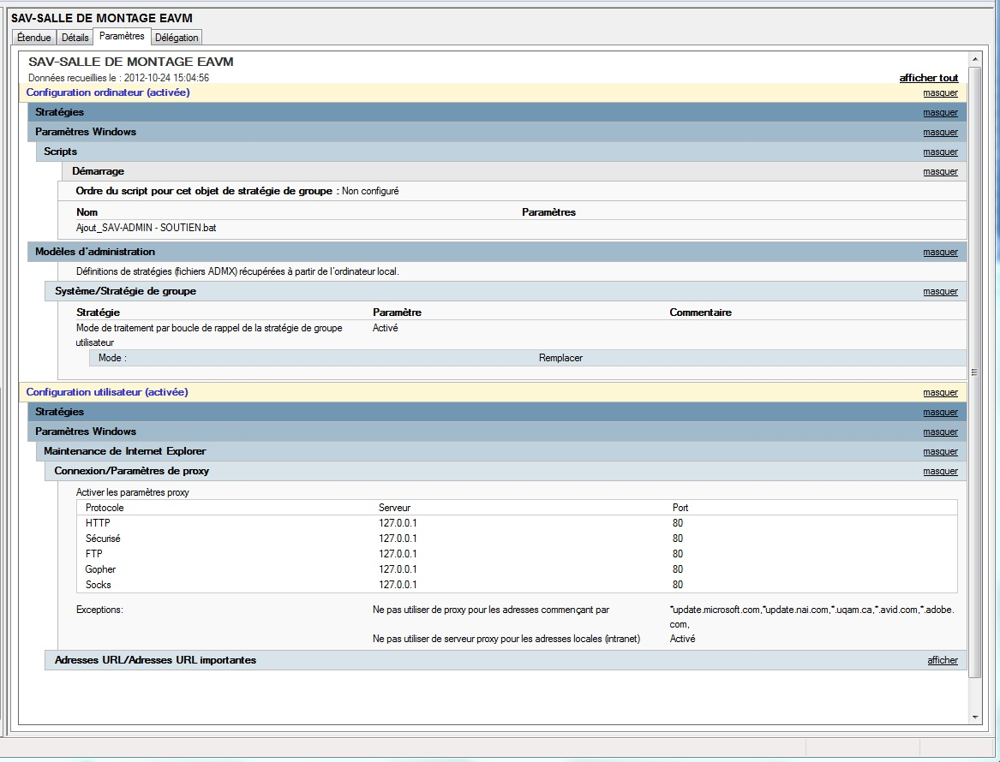 SAV-SALLE DE MONTAGE EAVM
Étendue Détails Paramètres Délégation
SAV-SALLE DE MONTAGE EAVM
Données recueillies le : 2012-10-24 15:04:56 afficher tout
Configuration ordinateur (activée) masquer
Stratégies masquer
Paramètres Windows masquer
Scripts masquer
Démarrage masquer
Ordre du script pour cet objet de stratégie de groupe : Non configuré
Nom Paramètres
Ajout_SAV-ADMIN - SOUTIEN.bat
Modèles d'administration masquer
Définitions de stratégies (fichiers ADMX) récupérées à partir de l'ordinateur local.
Système/Stratégie de groupe masquer
Stratégie Paramètre Commentaire
Mode de traitement par boucle de rappel de la stratégie de groupe Activé
utilisateur
Mode : Remplacer
Configuration utilisateur (activée) masquer
Stratégies masquer
Paramètres Windows masquer
Maintenance de Internet Explorer masquer
Connexion/Paramètres de proxy masquer
Activer les paramètres proxy
Protocole Serveur Port
HTTP 127.0.0.1 80
Sécurisé 127.0.0.1 80
FTP 127.0.0.1 80
Gopher 127.0.0.1 80
Socks 127.0.0.1 80
Exceptions: Ne pas utiliser de proxy pour les adresses commençant par *update.microsoft.com,*update.nai.com,*.uqam.ca,*.avid.com,*.adobe.
com,
Ne pas utiliser de serveur proxy pour les adresses locales (intranet) Activé
Adresses URL/Adresses URL importantes afficher